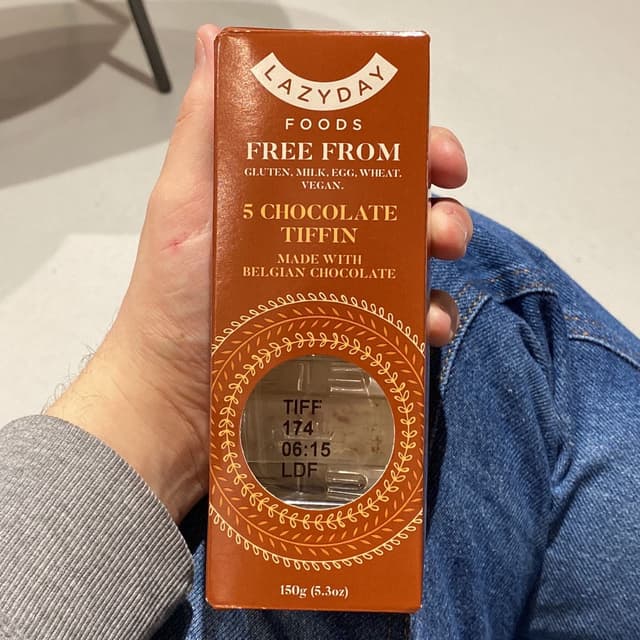 LAZYDAY
FOODS
FREE FROM
GLUTEN, MILK, EGG, WHEAT.
VEGAN.
5 CHOCOLATE
TIFFIN
MADE WITH
BELGIAN CHOCOLATE
TIFF
174
06:15
LDF
150g (5.3oz)